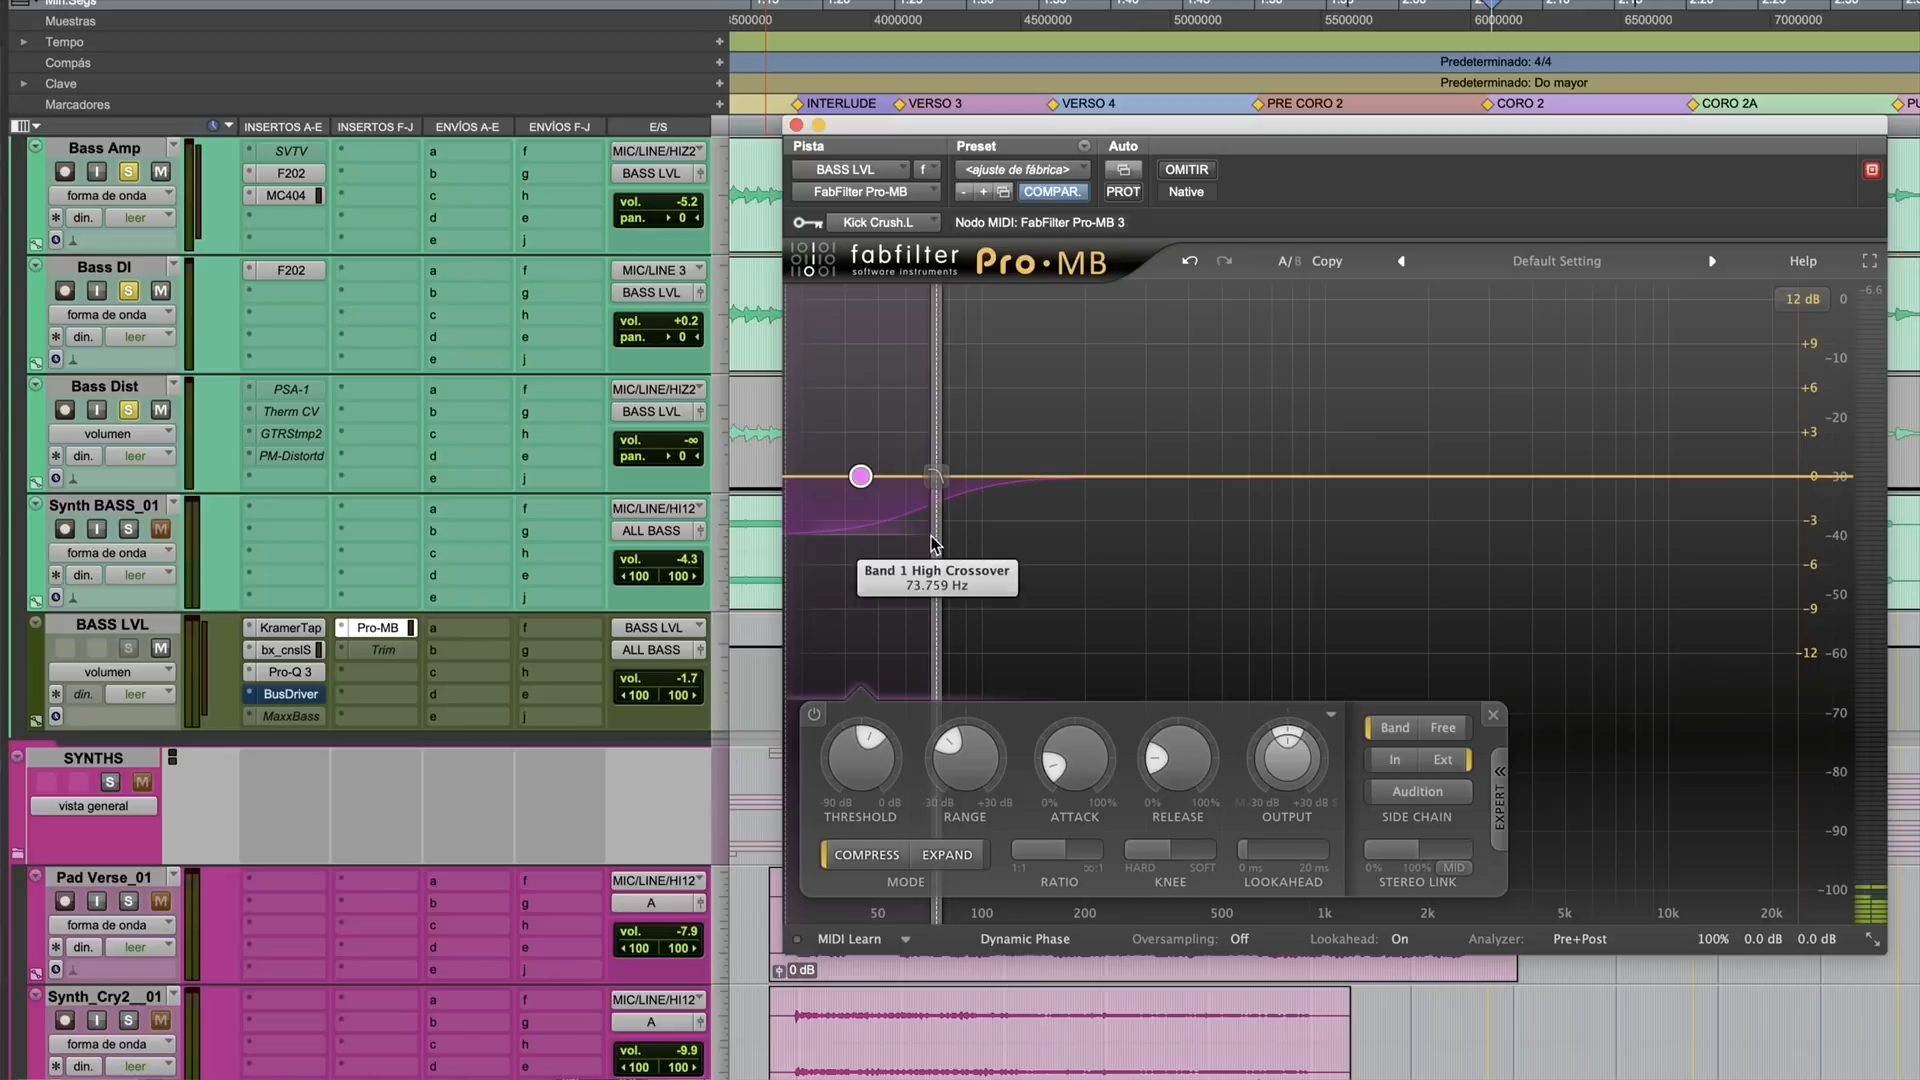 Min:Segs
Muestras
4000000 4500000 5000000 5500000 6000000 6500000 7000000
Tempo
Compás
Predeterminado: 4/4
Clave
Predeterminado: Do mayor
Marcadores
INTERLUDE VERSO 3 VERSO 4 PRE CORO 2 CORO 2 CORO 2A
INSERTOS A-E INSERTOS F-J ENVÍOS A-E ENVÍOS F-J E/S
Bass Amp
I S M
forma de onda
din. leer
SVTV
F202
MC404
a b c d e
f g h i j
MIC/LINE/HIZ2
BASS LVL
vol. -5.2
pan. 0
Bass DI
I S M
forma de onda
din. leer
F202
a b c d e
f g h i j
MIC/LINE 3
BASS LVL
vol. +0.2
pan. 0
Bass Dist
I S M
volumen
din. leer
PSA-1
Therm CV
GTRStmp2
PM-Distortd
a b c d e
f g h i j
MIC/LINE/HIZ2
BASS LVL
vol. -∞
pan. 0
Synth BASS_01
I S M
forma de onda
din. leer
a b c d e
f g h i j
MIC/LINE/HI12
ALL BASS
vol. -4.3
100 100
BASS LVL
S M
volumen
din. leer
KramerTap
bx_cnslS
Pro-Q 3
BusDriver
MaxxBass
Pro-MB
Trim
a b c d e
f g h i j
BASS LVL
ALL BASS
vol. -1.7
100 100
SYNTHS
S M
vista general
Pad Verse_01
I S M
forma de onda
din. leer
a b c d e
f g h i j
MIC/LINE/HI12
A
vol. -7.9
100 100
Synth_Cry2__01
I S M
forma de onda
din. leer
a b c d
f g h i
MIC/LINE/HI12
A
vol. -9.9
100 100
0 dB
Pista Preset Auto
BASS LVL f <ajuste de fábrica> OMITIR
FabFilter Pro-MB - + COMPAR. PROT Native
Kick Crush.L Nodo MIDI: FabFilter Pro-MB 3
fabfilter
software instruments
Pro·MB
A/B Copy Default Setting Help
12 dB 0 -6.6
+9 -10
+6
-20
+3
0 -30
-3
-40
-6
-50
-9
-12 -60
-70
-80
-90
-100
Band 1 High Crossover
73.759 Hz
-90 dB 0 dB
THRESHOLD
-30 dB +30 dB
RANGE
0% 100%
ATTACK
0% 100%
RELEASE
M -30 dB +30 dB S
OUTPUT
Band Free
In Ext
Audition
SIDE CHAIN
EXPERT
COMPRESS EXPAND
MODE
1:1 ∞:1
RATIO
HARD SOFT
KNEE
0 ms 20 ms
LOOKAHEAD
0% 100% MID
STEREO LINK
50 100 200 500 1k 2k 5k 10k 20k
MIDI Learn Dynamic Phase Oversampling: Off Lookahead: On Analyzer: Pre+Post 100% 0.0 dB 0.0 dB